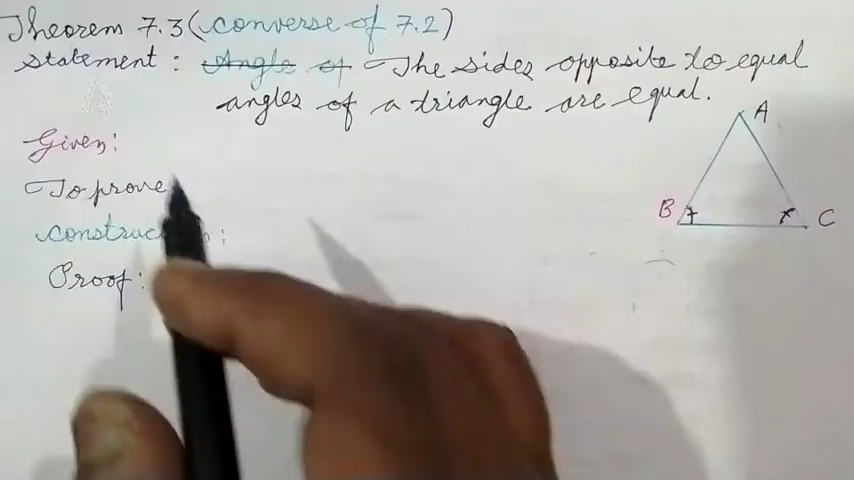 Theorem 7.3 (converse of 7.2)
statement : Angle of The sides opposite to equal
angles of a triangle are equal.
A
Given:
To prove
B
C
:
Proof: